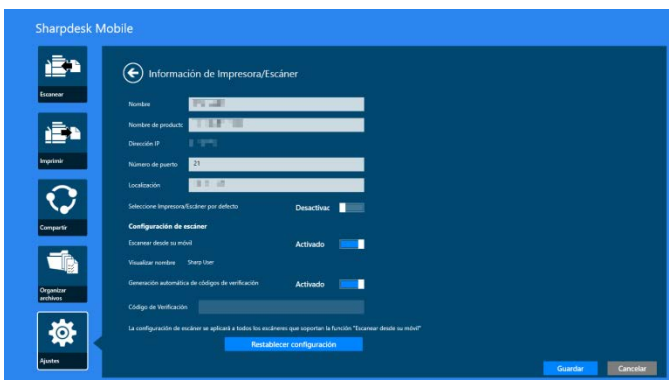 Sharpdesk Mobile
Escanear
Imprimir
Compartir
Organizar
archivos
Ajustes
Información de Impresora/Escáner
Nombre
Nombre de productc
Dirección IP
Número de puerto 21
Localización
Seleccione Impresora/Escáner por defecto Desactivac
Configuración de escáner
Escanear desde su móvil Activado
Visualizar nombre Sharp User
Generación automática de códigos de verificación Activado
Código de Verificación
La configuración de escáner se aplicará a todos los escáneres que soportan la función "Escanear desde su móvil"
Restablecer configuración
Guardar Cancelar